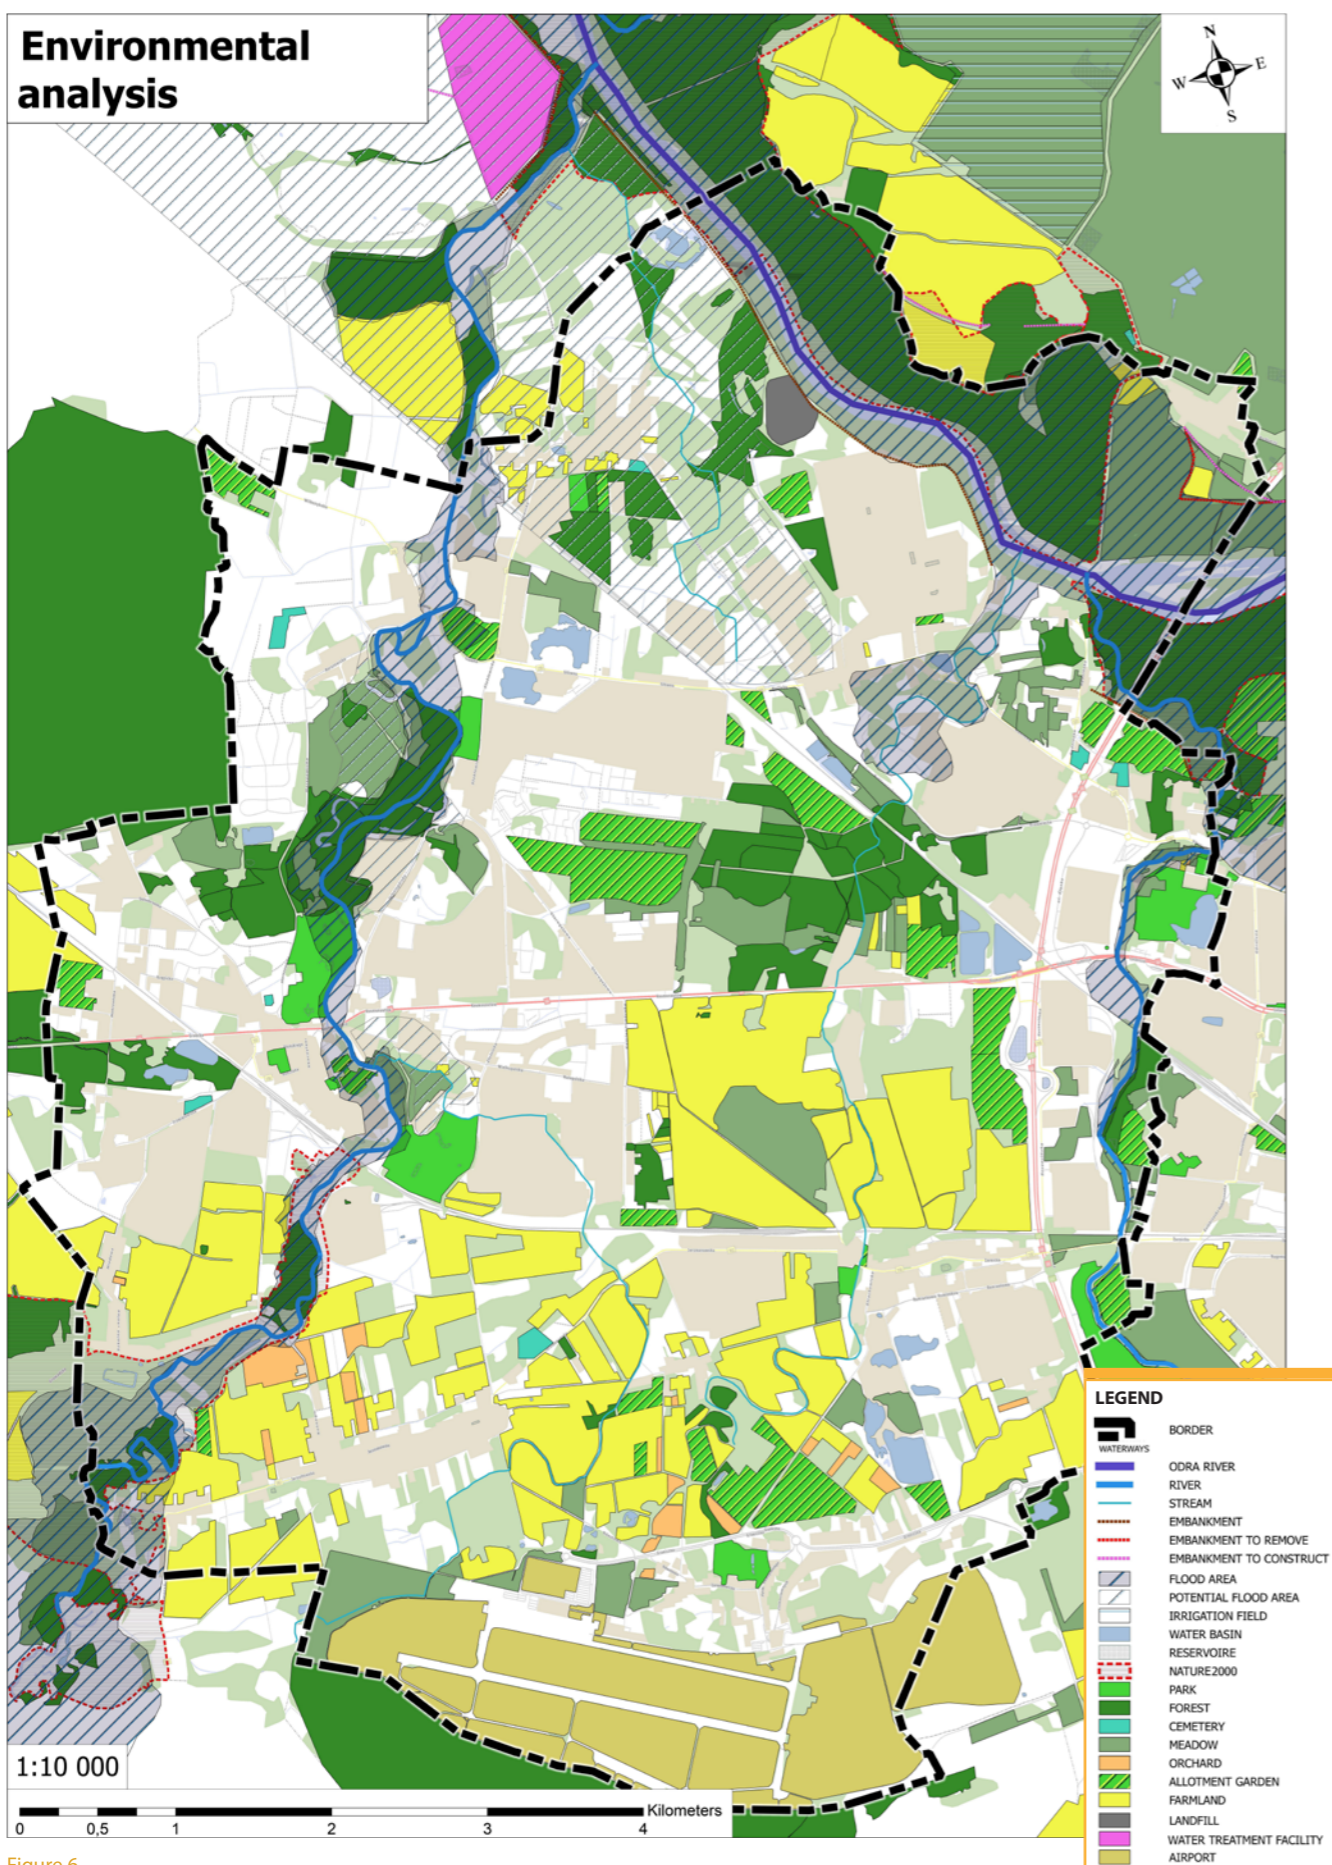 Environmental
analysis
N
W
E
S
LEGEND
BORDER
WATERWAYS
ODRA RIVER
RIVER
STREAM
EMBANKMENT
EMBANKMENT TO REMOVE
EMBANKMENT TO CONSTRUCT
FLOOD AREA
POTENTIAL FLOOD AREA
IRRIGATION FIELD
WATER BASIN
RESERVOIRE
NATURE2000
PARK
FOREST
CEMETERY
MEADOW
ORCHARD
ALLOTMENT GARDEN
FARMLAND
LANDFILL
WATER TREATMENT FACILITY
AIRPORT
1:10 000
Kilometers
0 0,5 1 2 3 4
Figure 6